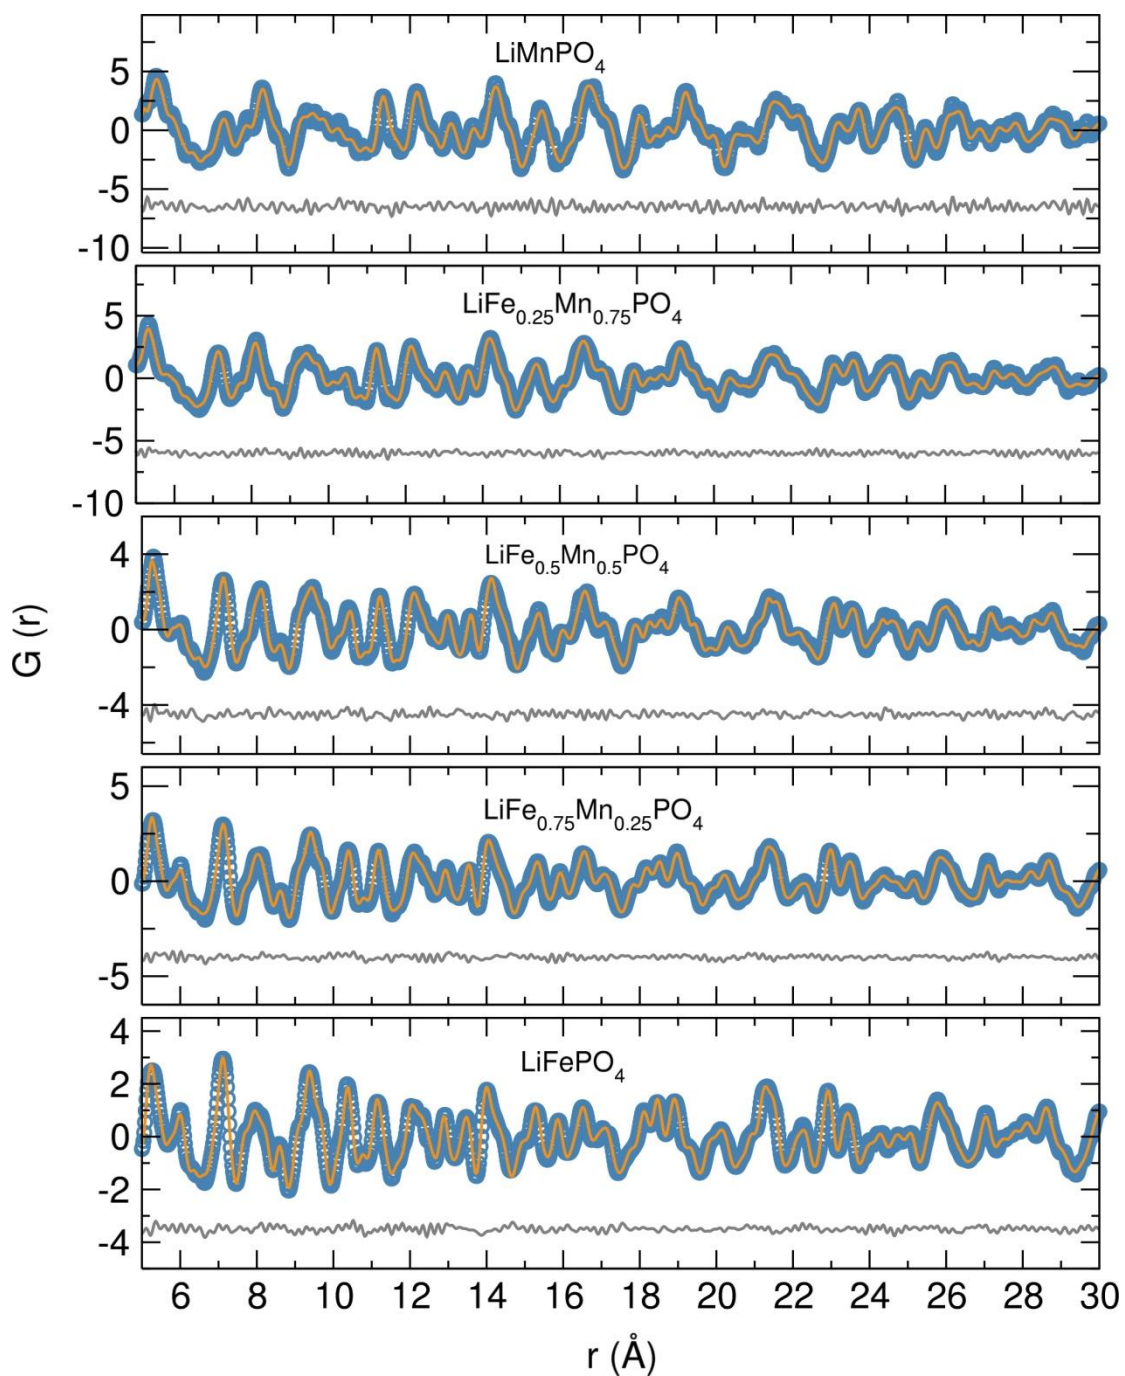 LiMnPO₄
5
0
-5
-10
LiFe₀.₂₅Mn₀.₇₅PO₄
5
0
-5
-10
LiFe₀.₅Mn₀.₅PO₄
4
0
-4
G (r)
LiFe₀.₇₅Mn₀.₂₅PO₄
5
0
-5
LiFePO₄
4
2
0
-2
-4
6 8 10 12 14 16 18 20 22 24 26 28 30
r (Å)